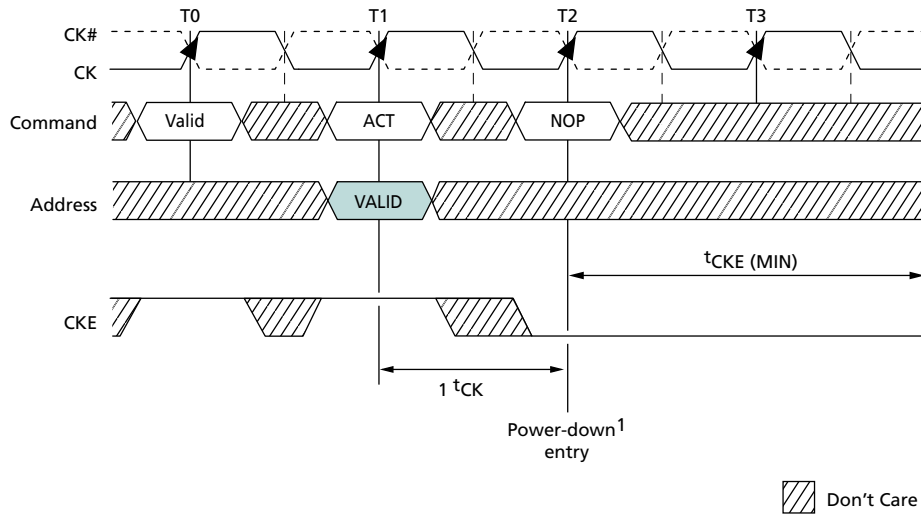 T0 T1 T2 T3
CK#
CK
Command Valid ACT NOP
Address VALID
tCKE (MIN)
CKE
1 tCK
Power-down1
entry
Don't Care